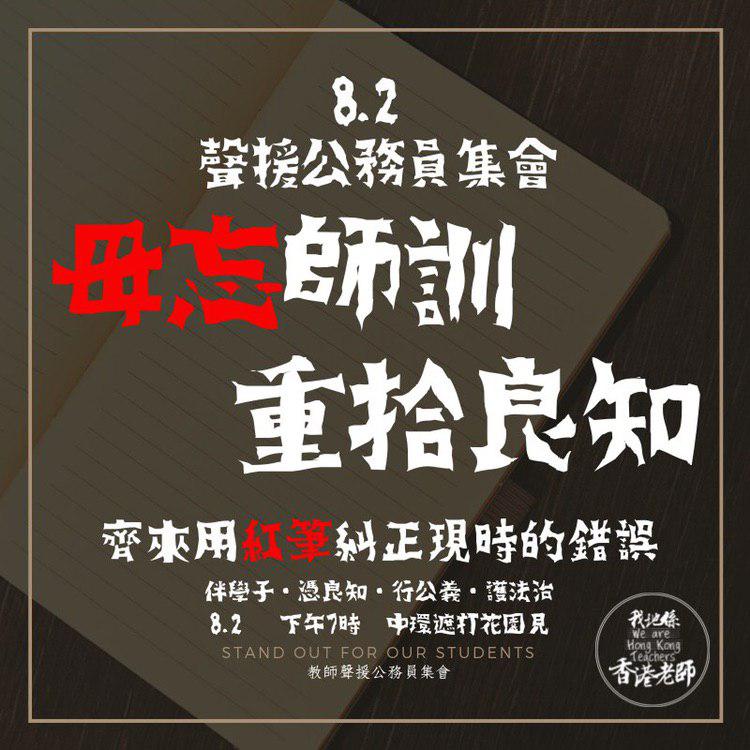 8.2
聲援公務員集會
毋忘師訓
重拾良知
齊來用紅筆糾正現時的錯誤
伴學子·憑良知·行公義·護法治
8.2 下午7時 中環遮打花園見
STAND OUT FOR OUR STUDENTS
教師聲援公務員集會
我地係
We are
Hong Kong
Teachers
香港老師